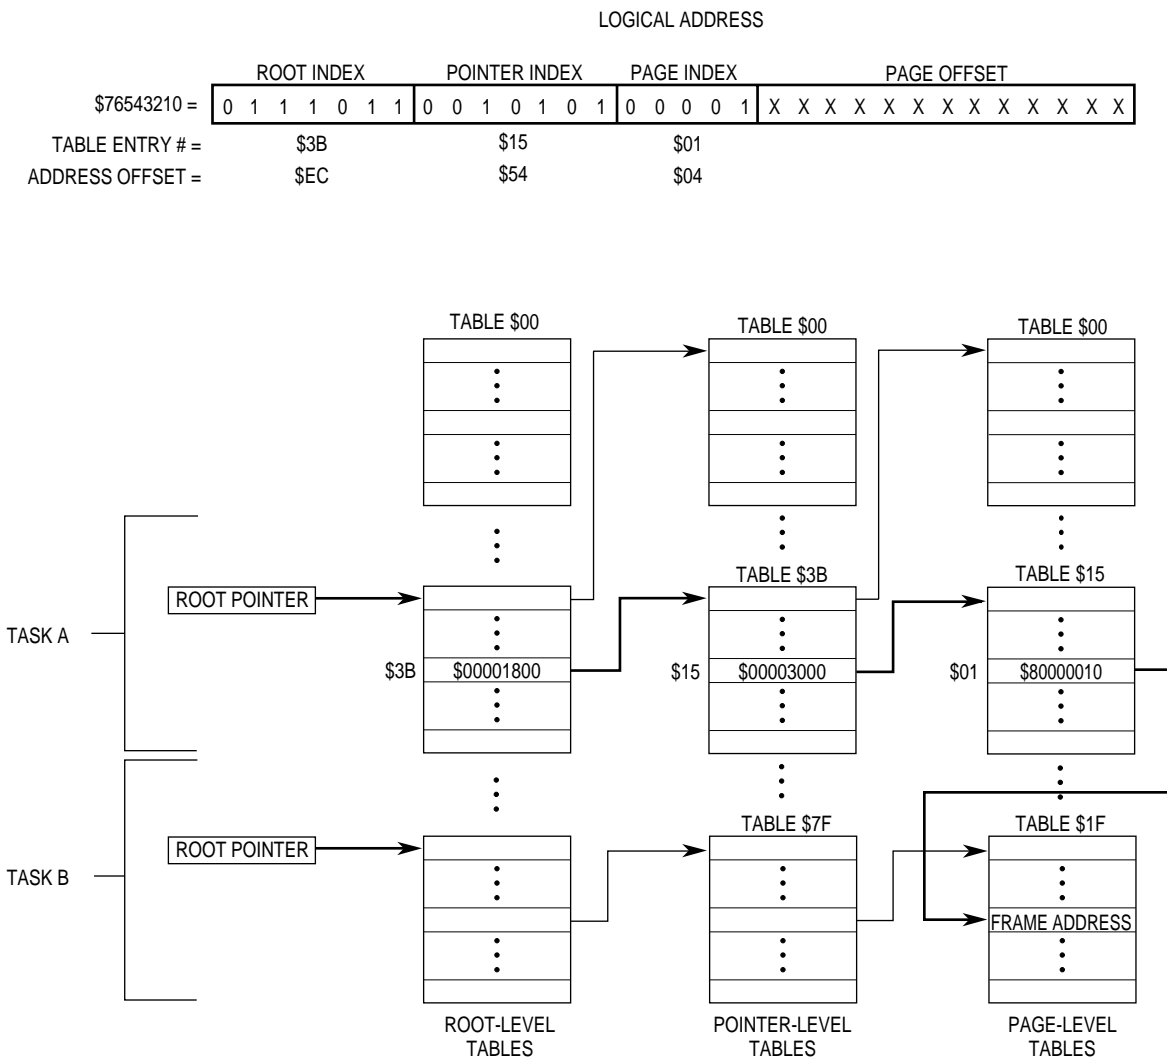 LOGICAL ADDRESS
ROOT INDEX POINTER INDEX PAGE INDEX PAGE OFFSET
$76543210 = 0 1 1 1 0 1 1 0 0 1 0 1 0 1 0 0 0 0 1 X X X X X X X X X X X X X
TABLE ENTRY # = $3B $15 $01
ADDRESS OFFSET = $EC $54 $04
TABLE $00 TABLE $00 TABLE $00
TABLE $3B TABLE $15
ROOT POINTER
TASK A
$3B $00001800 $15 $00003000 $01 $80000010
TABLE $7F TABLE $1F
ROOT POINTER
TASK B
FRAME ADDRESS
ROOT-LEVEL TABLES
POINTER-LEVEL TABLES
PAGE-LEVEL TABLES